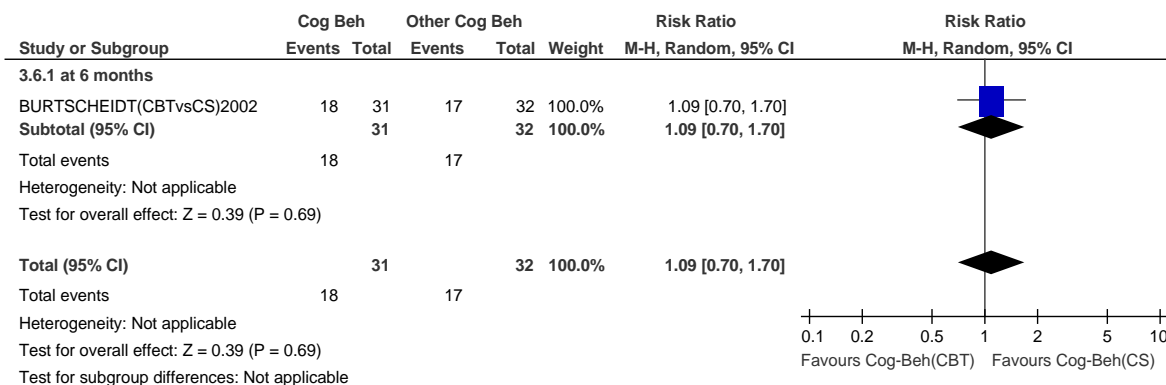 Cog Beh Other Cog Beh Risk Ratio Risk Ratio
Study or Subgroup Events Total Events Total Weight M-H, Random, 95% CI M-H, Random, 95% CI
3.6.1 at 6 months
BURTSCHEIDT(CBTvsCS)2002 18 31 17 32 100.0% 1.09 [0.70, 1.70]
Subtotal (95% CI) 31 32 100.0% 1.09 [0.70, 1.70]
Total events 18 17
Heterogeneity: Not applicable
Test for overall effect: Z = 0.39 (P = 0.69)
Total (95% CI) 31 32 100.0% 1.09 [0.70, 1.70]
Total events 18 17
Heterogeneity: Not applicable
Test for overall effect: Z = 0.39 (P = 0.69)
Test for subgroup differences: Not applicable
0.1 0.2 0.5 1 2 5 10
Favours Cog-Beh(CBT) Favours Cog-Beh(CS)